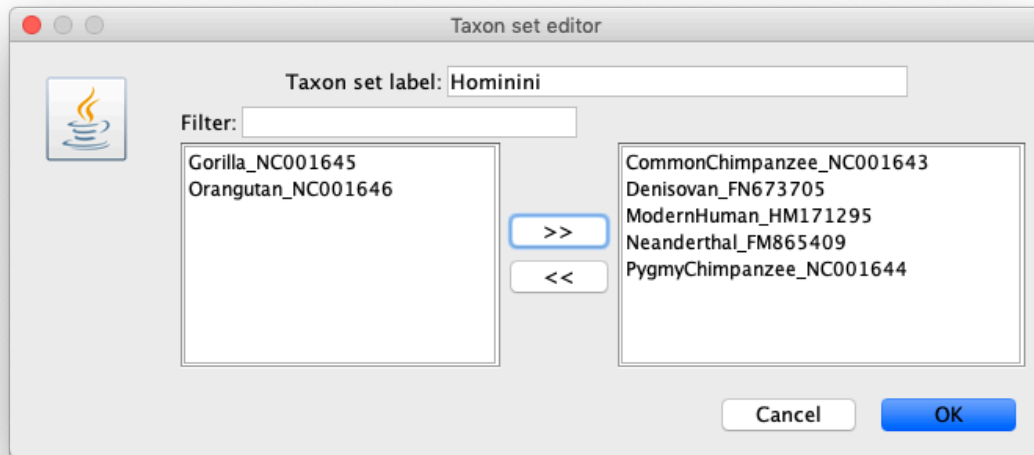 Taxon set editor
Taxon set label: Hominini
Filter:
Gorilla_NC001645
Orangutan_NC001646
>>
<<
CommonChimpanzee_NC001643
Denisovan_FN673705
ModernHuman_HM171295
Neanderthal_FM865409
PygmyChimpanzee_NC001644
Cancel
OK